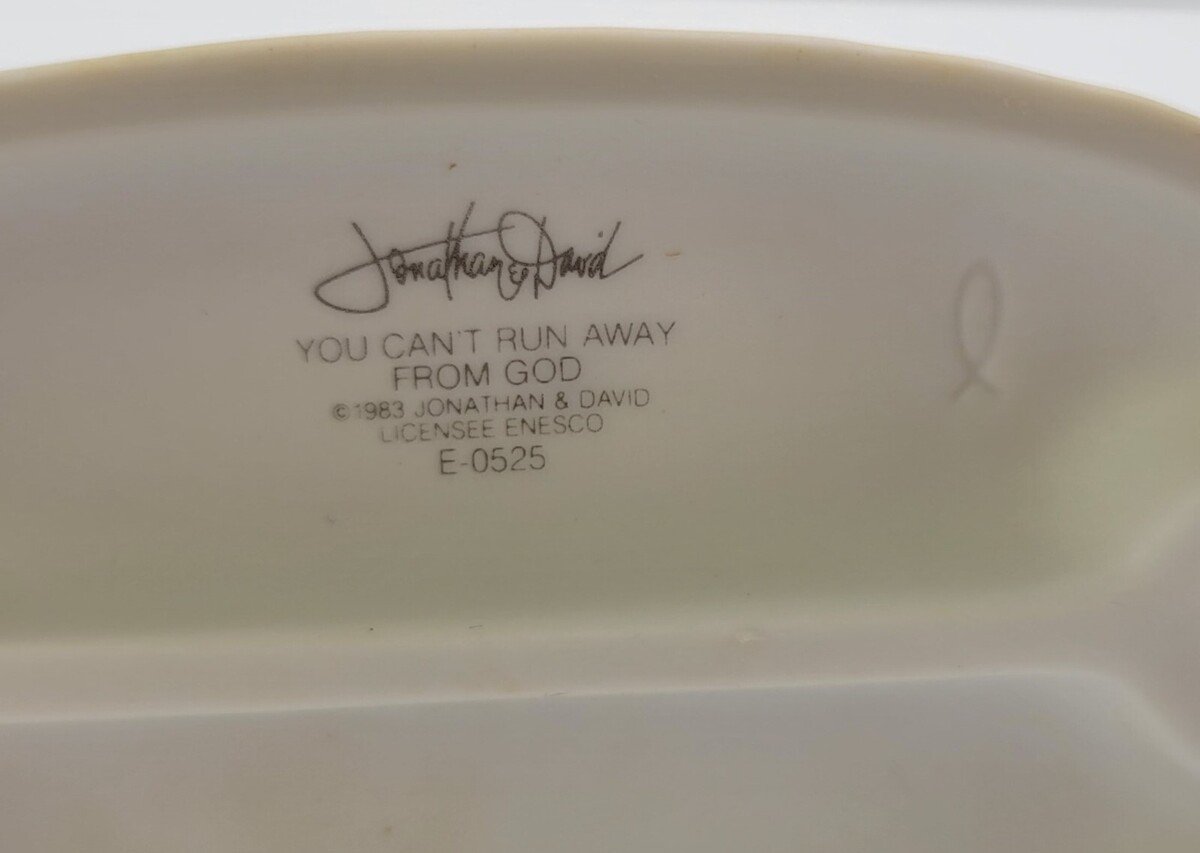 Jonathan & David
YOU CAN'T RUN AWAY
FROM GOD
©1983 JONATHAN & DAVID
LICENSEE ENESCO
E-0525